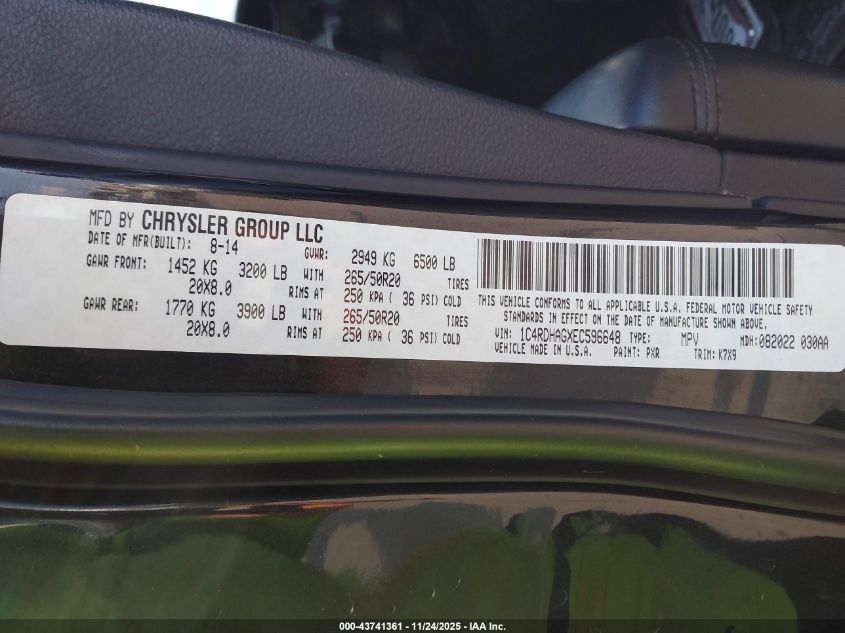 MFD BY CHRYSLER GROUP LLC
DATE OF MFR(BUILT): 8-14 GVWR: 2949 KG 6500 LB
GAWR FRONT: 1452 KG 3200 LB WITH 265/50R20 TIRES
20X8.0 RIMS AT 250 KPA ( 36 PSI) COLD
GAWR REAR: 1770 KG 3900 LB WITH 265/50R20 TIRES
20X8.0 RIMS AT 250 KPA ( 36 PSI) COLD
THIS VEHICLE CONFORMS TO ALL APPLICABLE U.S.A. FEDERAL MOTOR VEHICLE SAFETY
STANDARDS IN EFFECT ON THE DATE OF MANUFACTURE SHOWN ABOVE.
VIN: 1C4RDHAGXEC596648 TYPE: MPV MDH: 082022 030AA
VEHICLE MADE IN U.S.A. PAINT: PXR TRIM: K7X9
000-43741361 - 11/24/2025 - IAA Inc.